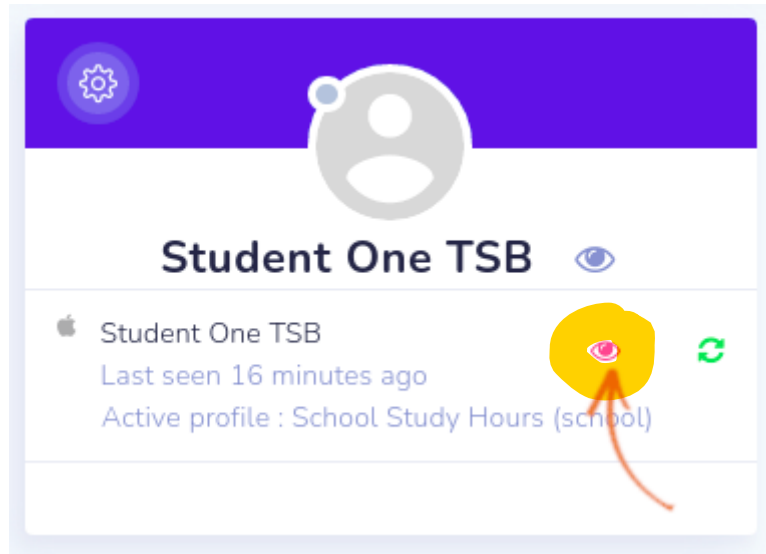 Student One TSB
Student One TSB
Last seen 16 minutes ago
Active profile : School Study Hours (school)